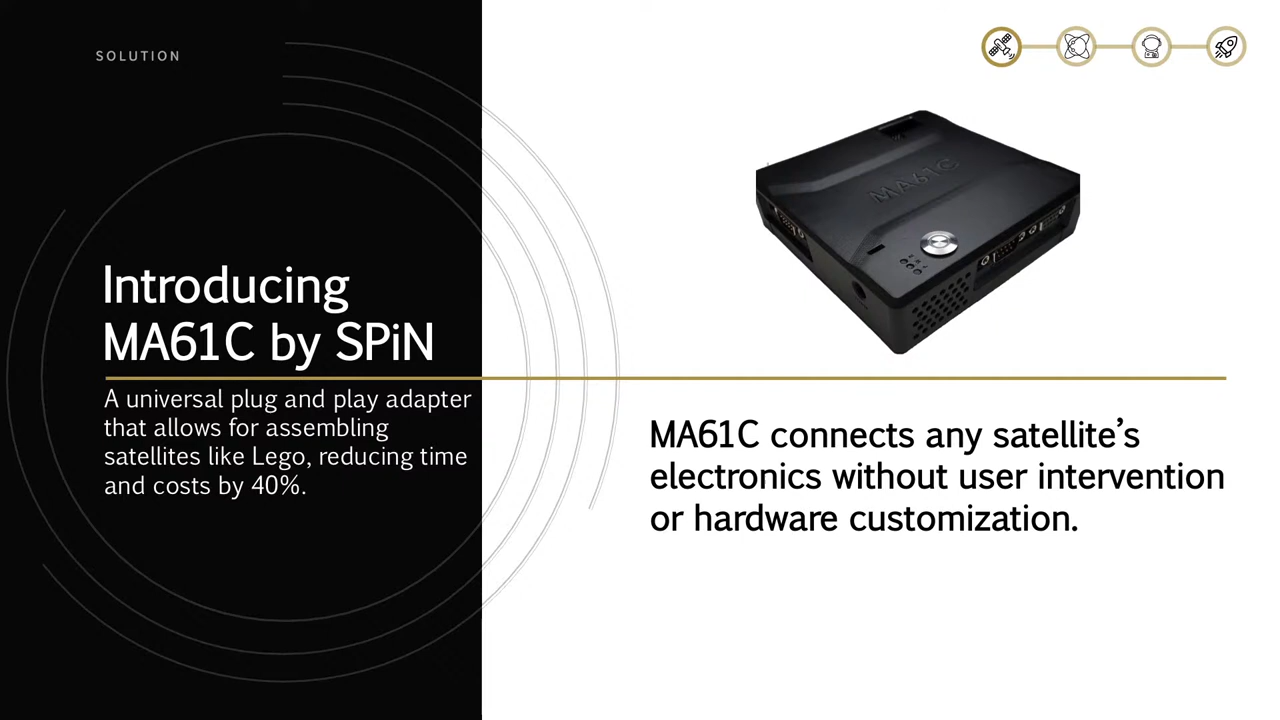 SOLUTION
Introducing
MA61C by SPiN
A universal plug and play adapter
that allows for assembling
satellites like Lego, reducing time
and costs by 40%.
MA61C
MA61C connects any satellite’s
electronics without user intervention
or hardware customization.